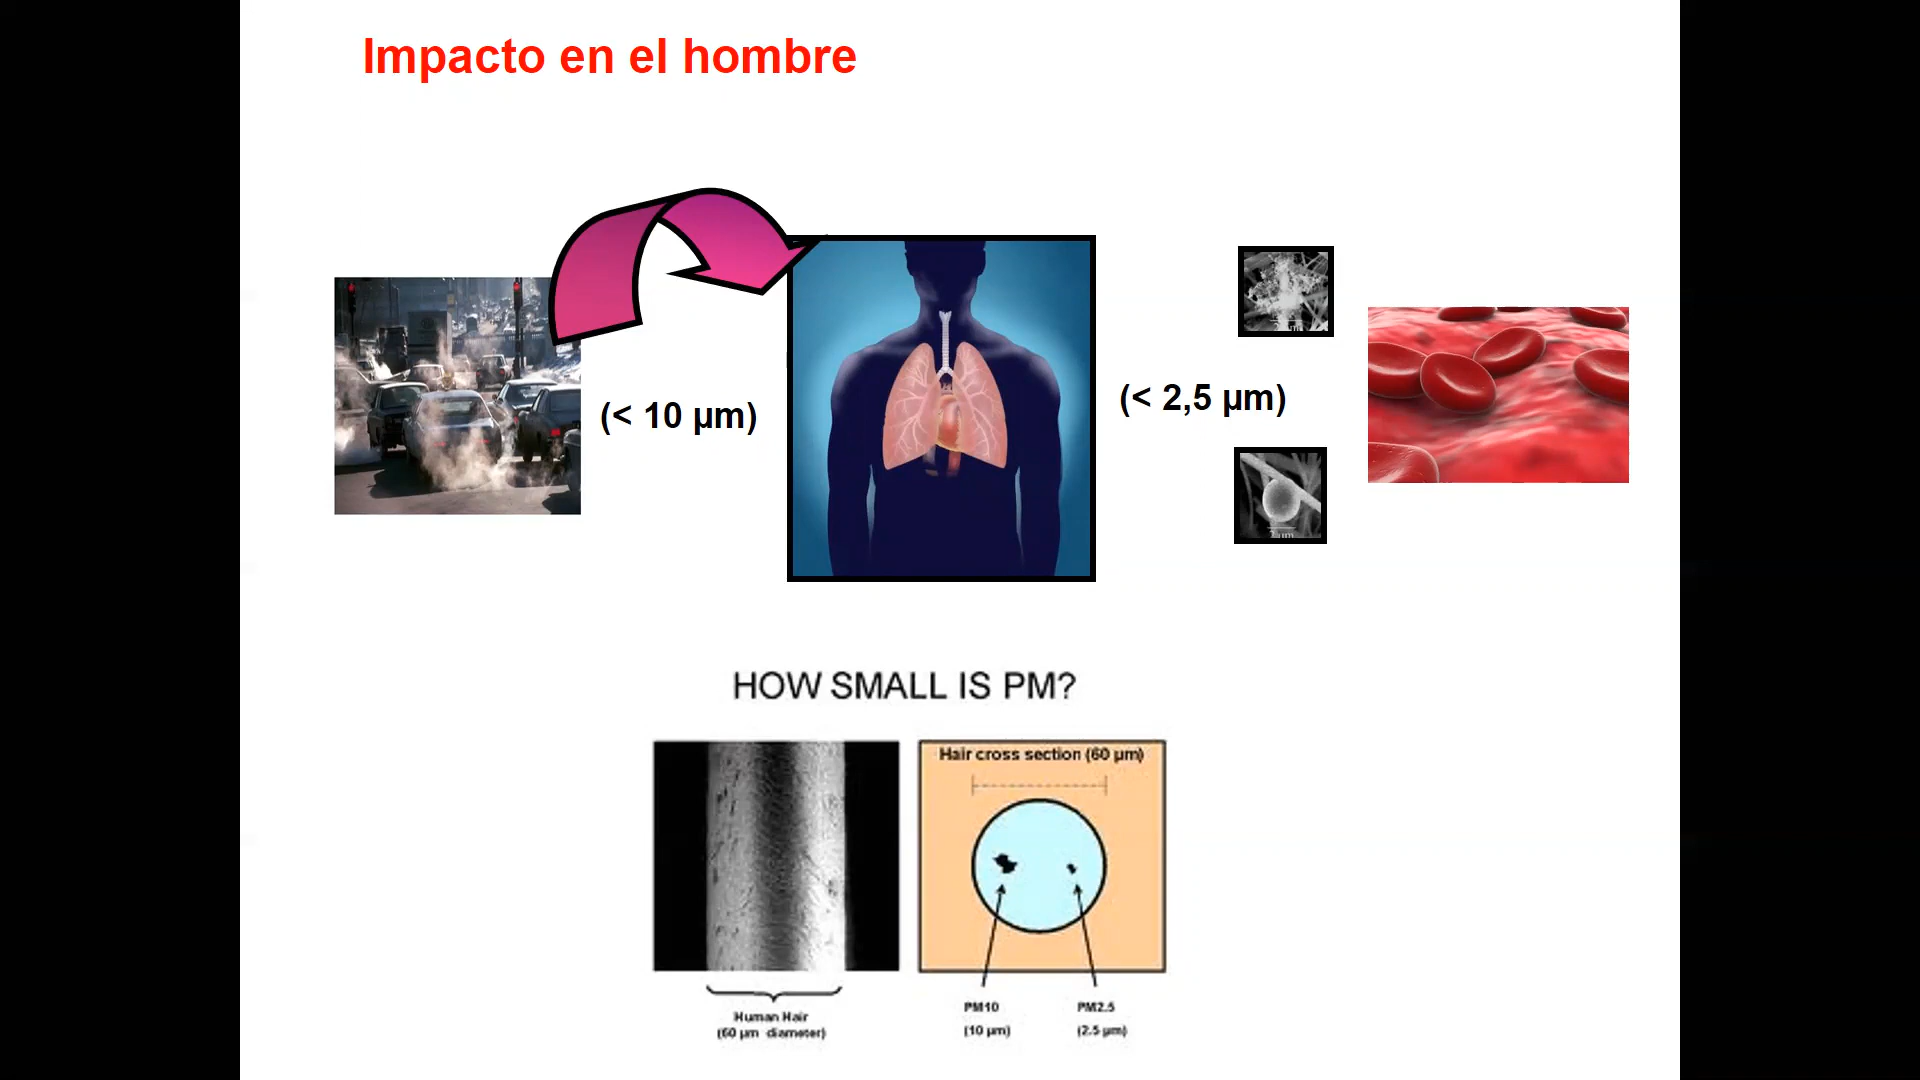 Impacto en el hombre
(< 10 µm)
(< 2,5 µm)
HOW SMALL IS PM?
Hair cross section (60 µm)
Human Hair
(60 µm diameter)
PM10
(10 µm)
PM2.5
(2.5 µm)